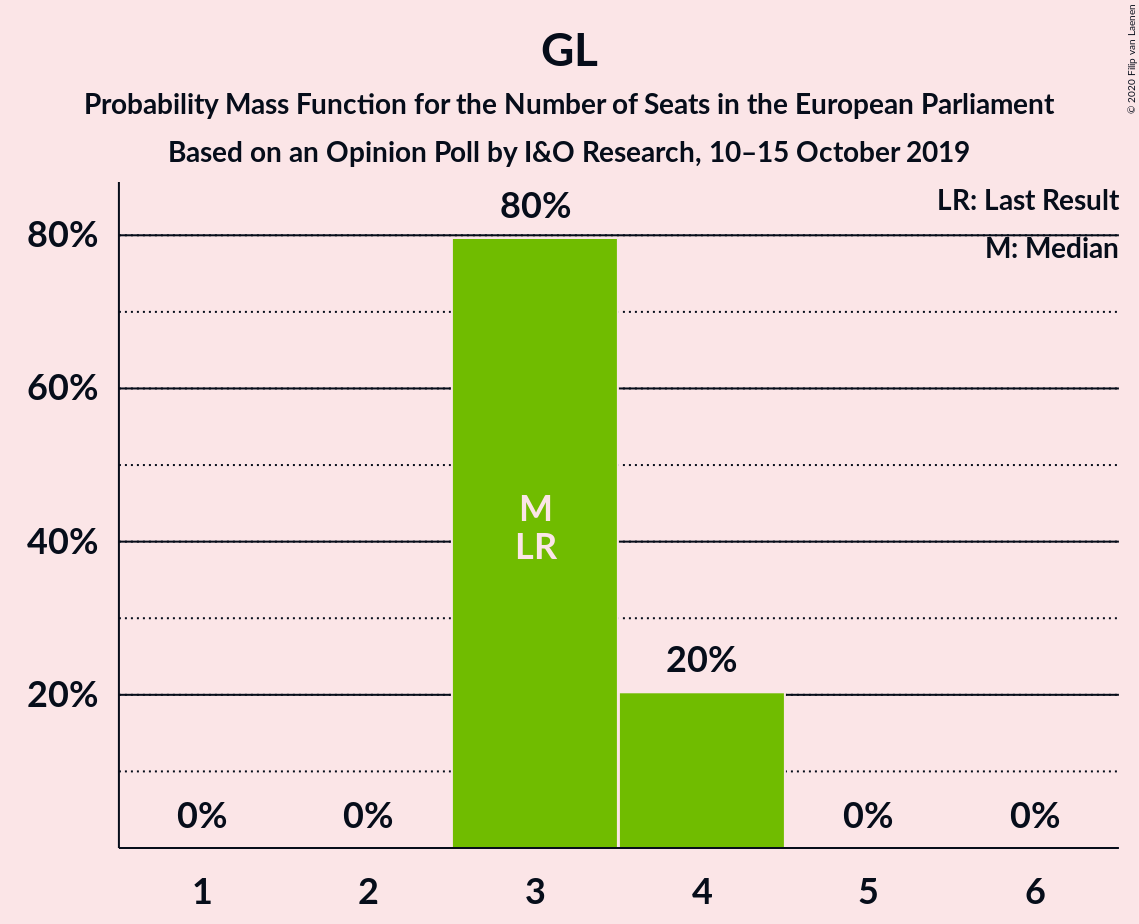 GL
Probability Mass Function for the Number of Seats in the European Parliament
Based on an Opinion Poll by I&O Research, 10–15 October 2019
© 2020 Filip van Laenen
LR: Last Result
M: Median
80%
60%
40%
20%
0%
0%
80%
M
LR
20%
0%
0%
1
2
3
4
5
6